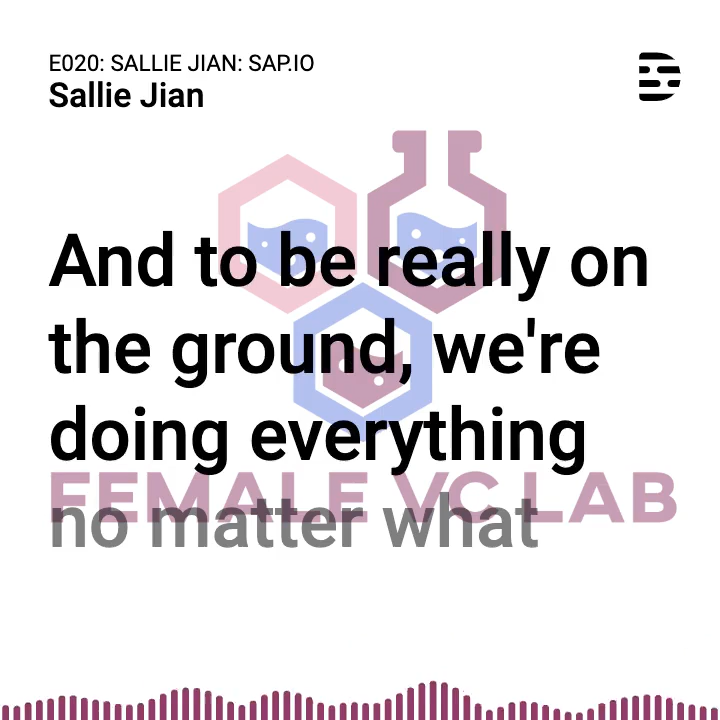 E020: SALLIE JIAN: SAP.IO
Sallie Jian
And to be really on
the ground, we're
doing everything
FEMALE VC LAB
no matter what